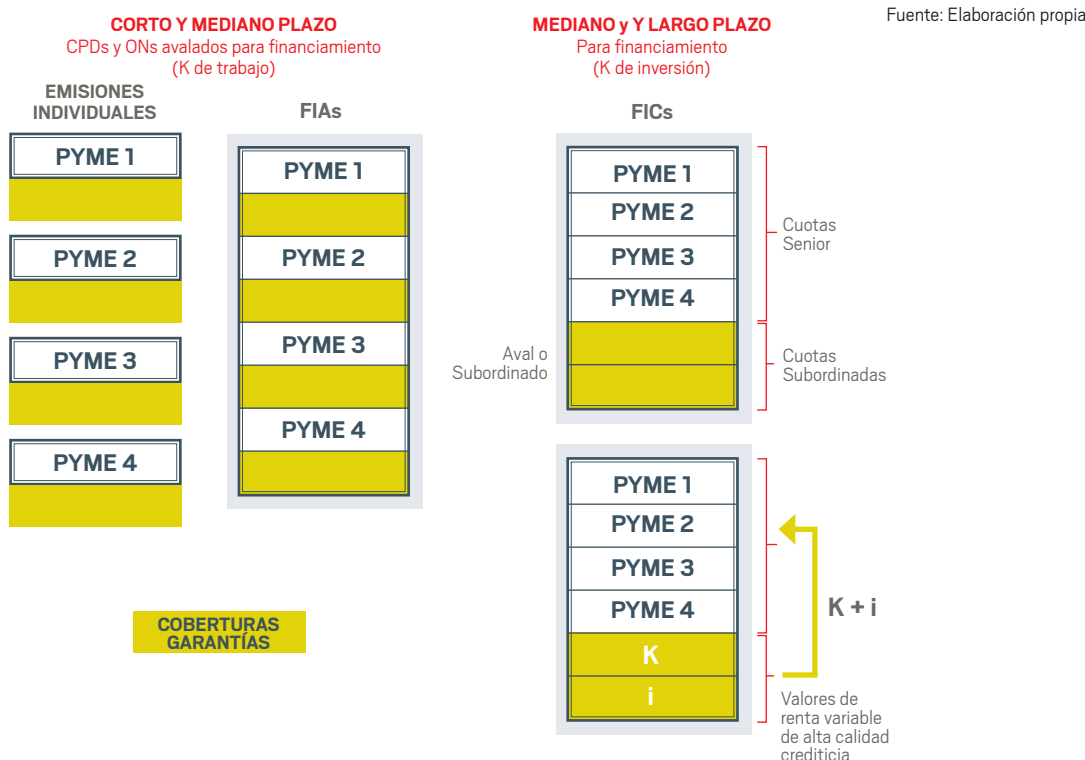 Fuente: Elaboración propia
CORTO Y MEDIANO PLAZO
CPDs y ONs avalados para financiamiento
(K de trabajo)
EMISIONES
INDIVIDUALES
PYME 1
PYME 2
PYME 3
PYME 4
FIAs
PYME 1
PYME 2
PYME 3
PYME 4
COBERTURAS
GARANTÍAS
MEDIANO y Y LARGO PLAZO
Para financiamiento
(K de inversión)
FICs
PYME 1
PYME 2
PYME 3
PYME 4
Cuotas
Senior
Aval o
Subordinado
Cuotas
Subordinadas
PYME 1
PYME 2
PYME 3
PYME 4
K
i
K + i
Valores de
renta variable
de alta calidad
crediticia